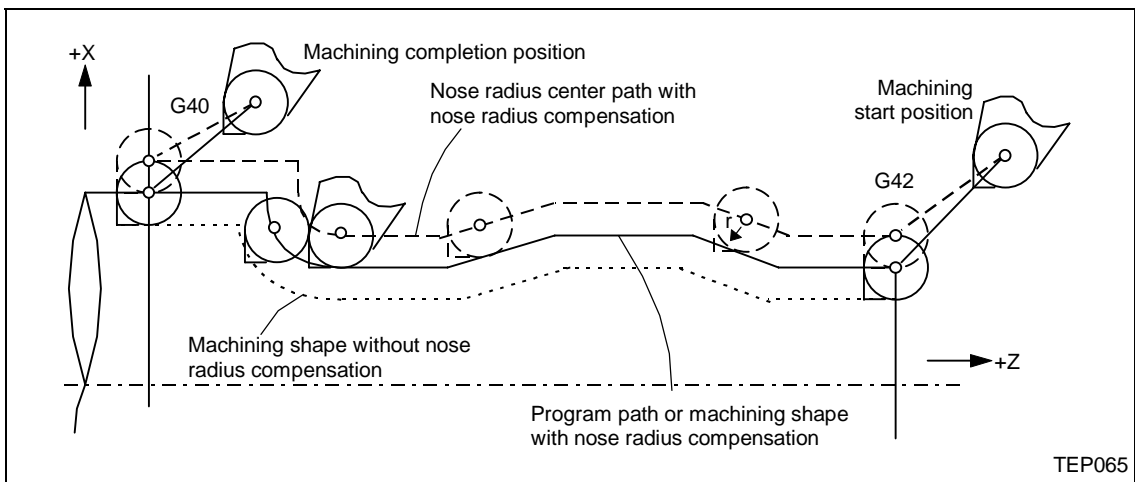 +X
Machining completion position
G40
Nose radius center path with
nose radius compensation
Machining
start position
G42
r
Machining shape without nose
radius compensation
+Z
Program path or machining shape
with nose radius compensation
TEP065